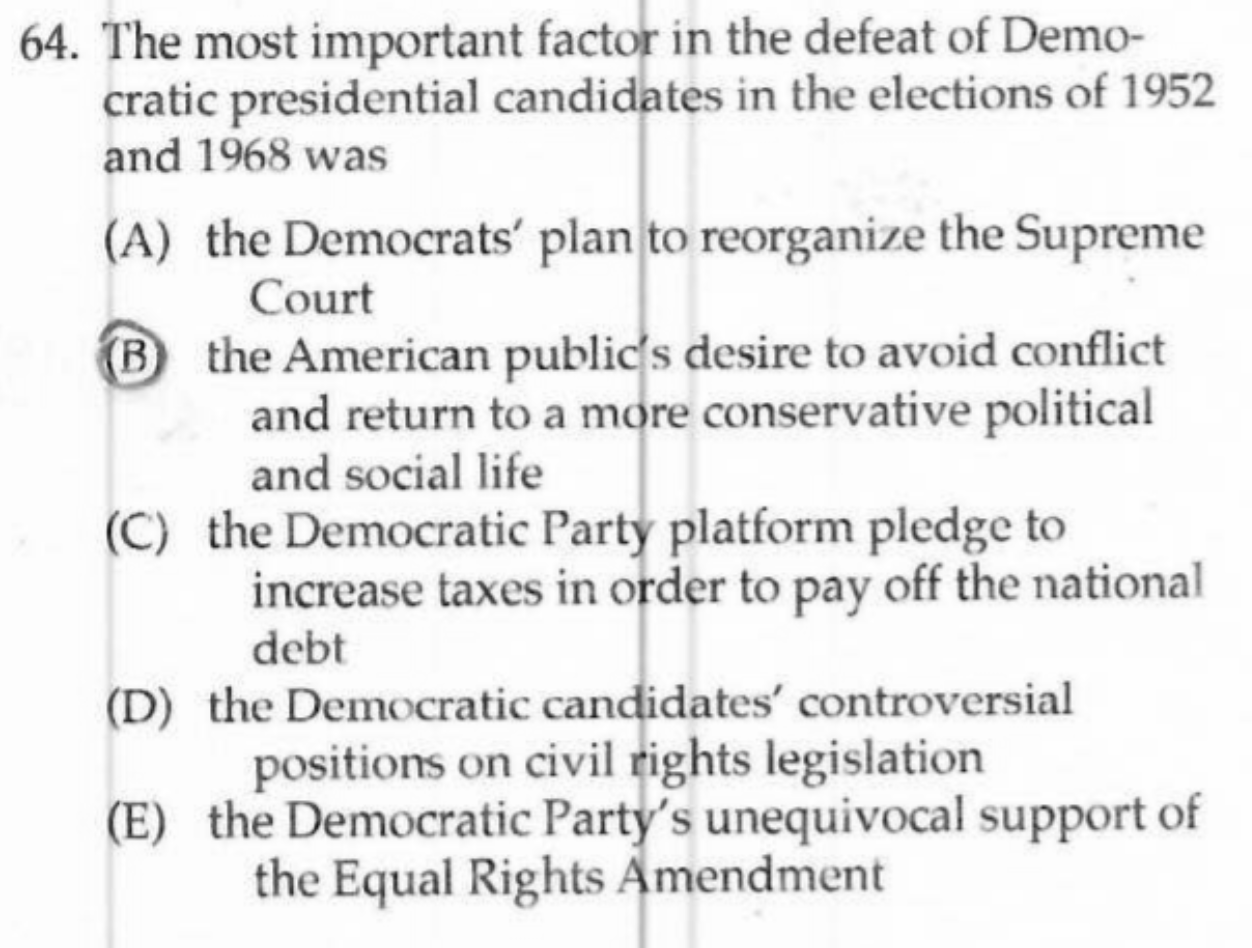 64. The most important factor in the defeat of Demo-
cratic presidential candidates in the elections of 1952
and 1968 was
(A) the Democrats' plan to reorganize the Supreme
Court
(B) the American public's desire to avoid conflict
and return to a more conservative political
and social life
(C) the Democratic Party platform pledge to
increase taxes in order to pay off the national
debt
(D) the Democratic candidates' controversial
positions on civil rights legislation
(E) the Democratic Party's unequivocal support of
the Equal Rights Amendment